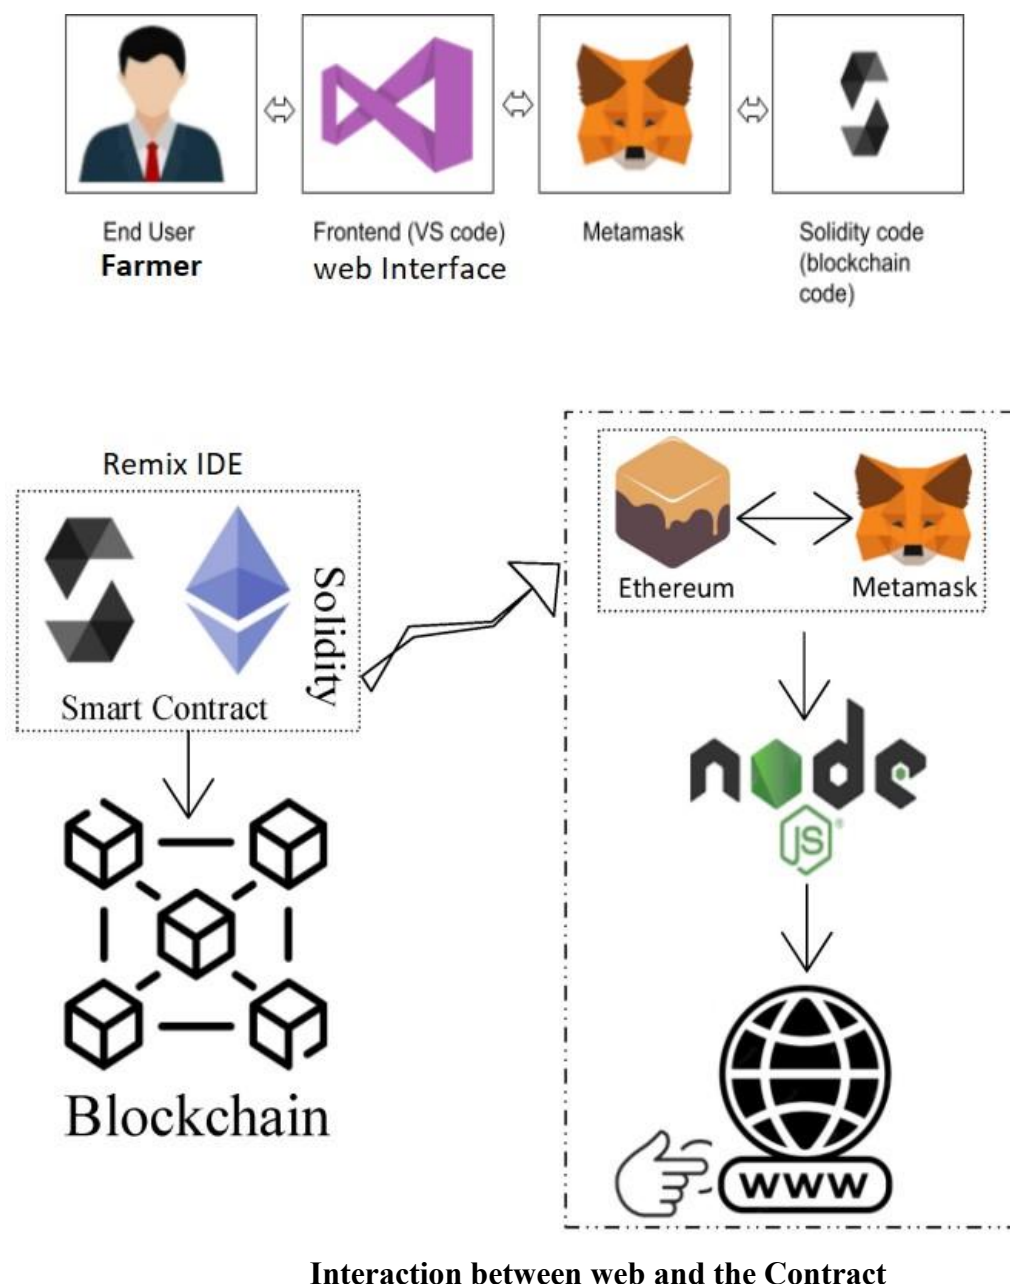 End User
Farmer
Frontend (VS code)
web Interface
Metamask
Solidity code
(blockchain
code)
Remix IDE
Solidity
Smart Contract
Blockchain
Ethereum
Metamask
node
JS®
WWW
Interaction between web and the Contract